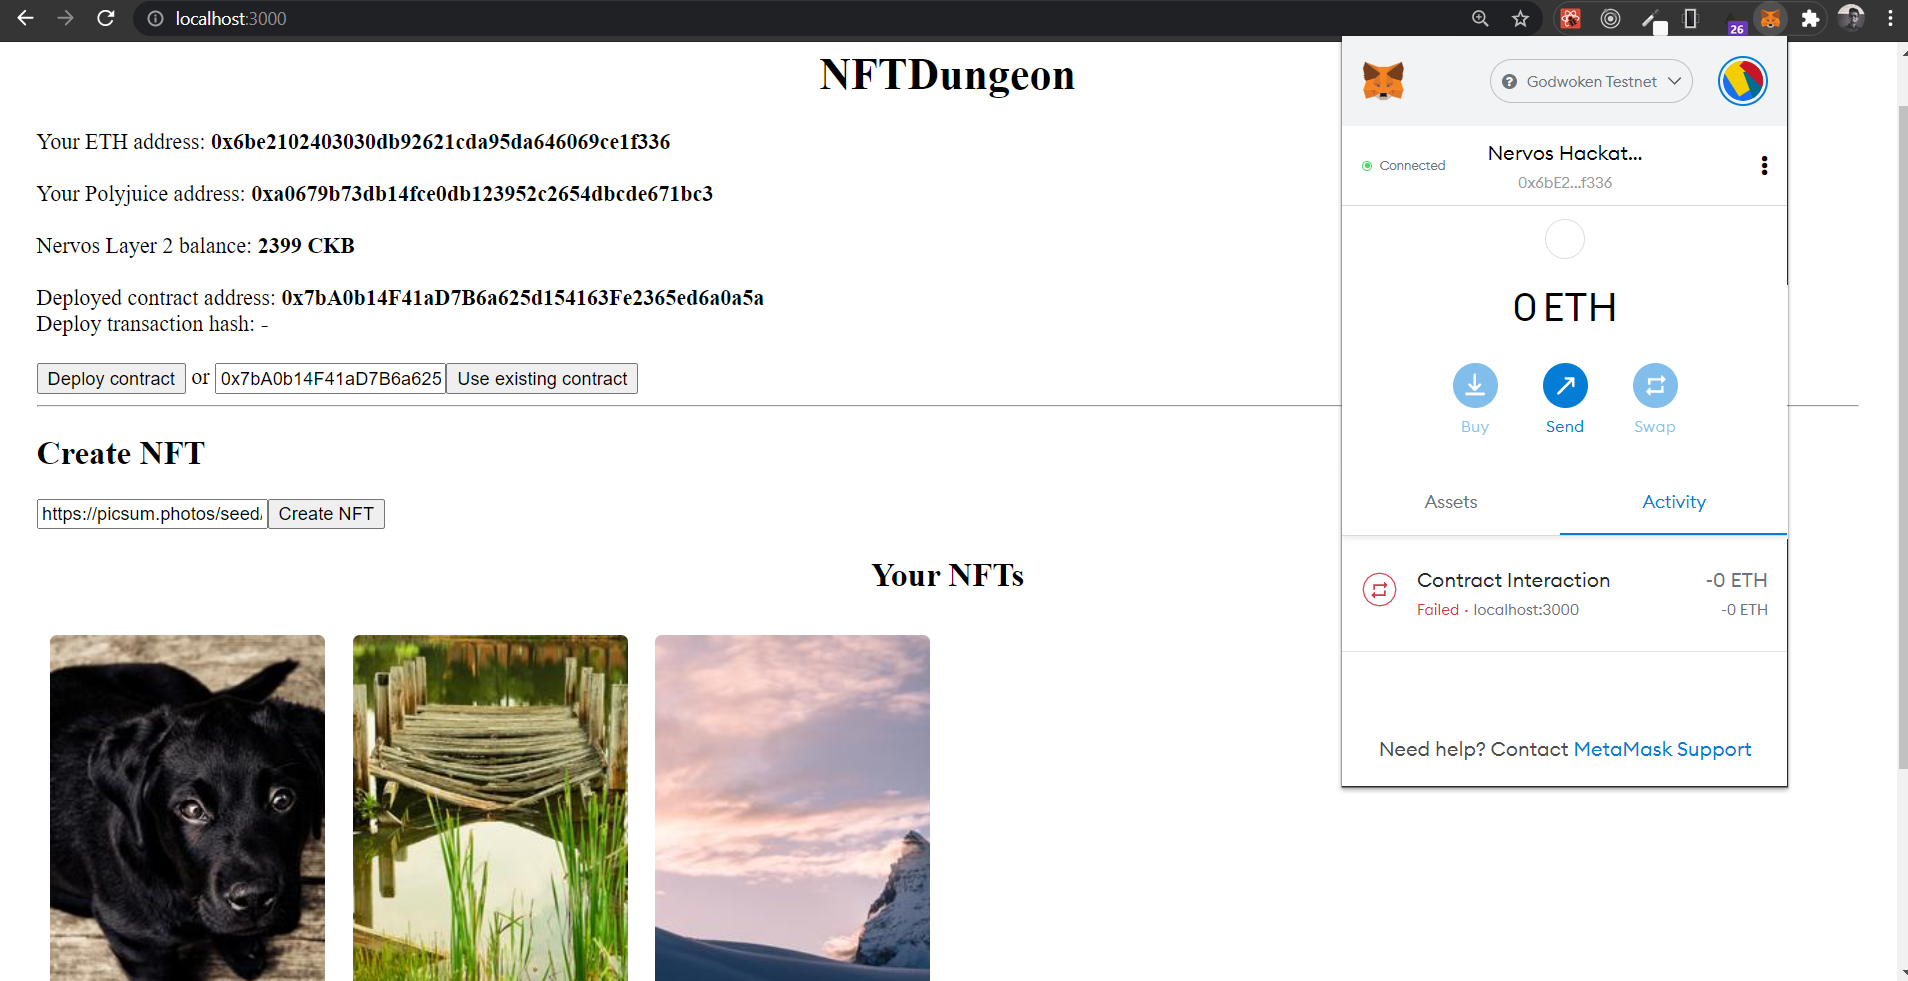 localhost:3000
26
NFTDungeon
Your ETH address: 0x6be2102403030db92621cda95da646069ce1f336
Your Polyjuice address: 0xa0679b73db14fce0db123952c2654dbcde671bc3
Nervos Layer 2 balance: 2399 CKB
Deployed contract address: 0x7bA0b14F41aD7B6a625d154163Fe2365ed6a0a5a
Deploy transaction hash: -
Deploy contract or 0x7bA0b14F41aD7B6a625 Use existing contract
Create NFT
https://picsum.photos/seed/ Create NFT
Your NFTs
Godwoken Testnet
Connected
Nervos Hackat...
0x6bE2...f336
0 ETH
Buy
Send
Swap
Assets
Activity
Contract Interaction
-0 ETH
Failed · localhost:3000
-0 ETH
Need help? Contact MetaMask Support